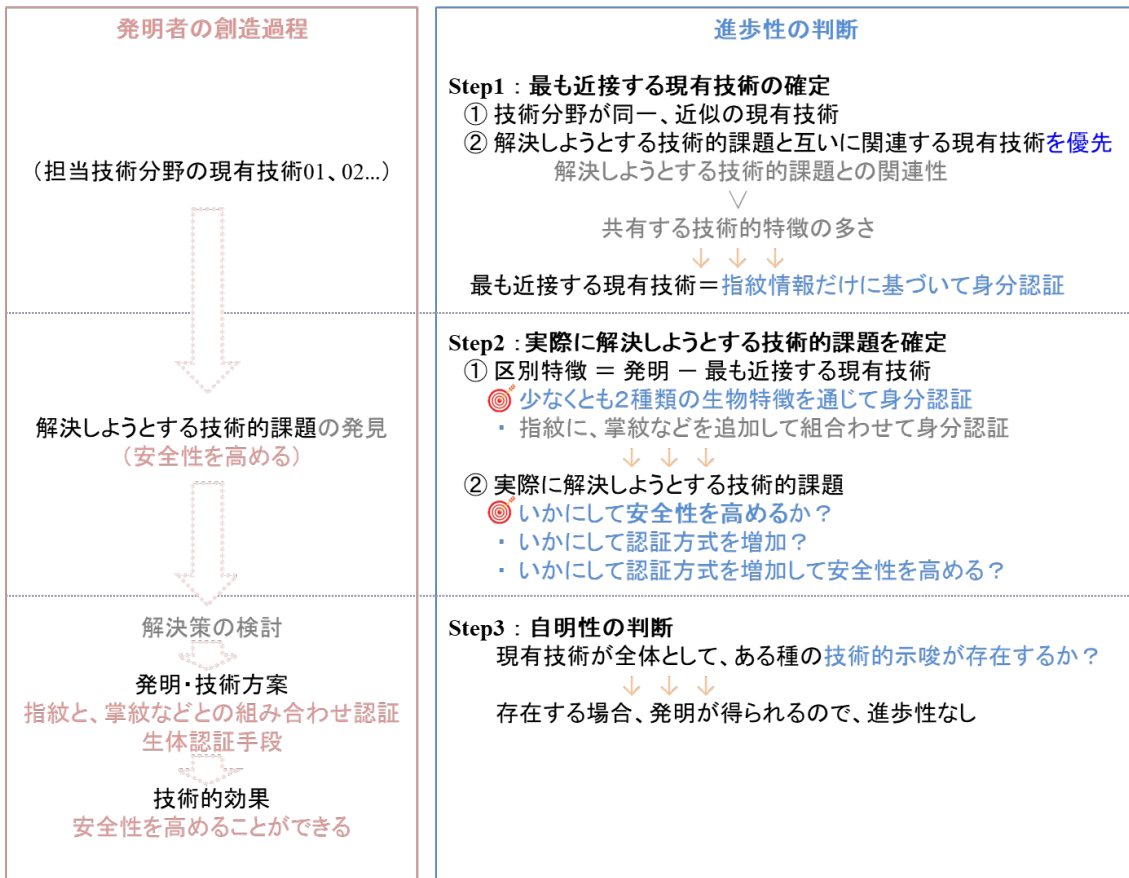 発明者の創造過程
(担当技術分野の現有技術01、02...)
解決しようとする技術的課題の発見
(安全性を高める)
解決策の検討
発明・技術方案
指紋と、掌紋などとの組み合わせ認証
生体認証手段
技術的効果
安全性を高めることができる
進歩性の判断
Step1：最も近接する現有技術の確定
① 技術分野が同一、近似の現有技術
② 解決しようとする技術的課題と互いに関連する現有技術を優先
解決しようとする技術的課題との関連性
∨
共有する技術的特徴の多さ
↓ ↓ ↓
最も近接する現有技術＝指紋情報だけに基づいて身分認証
Step2：実際に解決しようとする技術的課題を確定
① 区別特徴 ＝ 発明 － 最も近接する現有技術
少なくとも2種類の生物特徴を通じて身分認証
・ 指紋に、掌紋などを追加して組合わせて身分認証
↓ ↓ ↓
② 実際に解決しようとする技術的課題
いかにして安全性を高めるか？
・ いかにして認証方式を増加？
・ いかにして認証方式を増加して安全性を高める？
Step3：自明性の判断
現有技術が全体として、ある種の技術的示唆が存在するか？
↓ ↓ ↓
存在する場合、発明が得られるので、進歩性なし